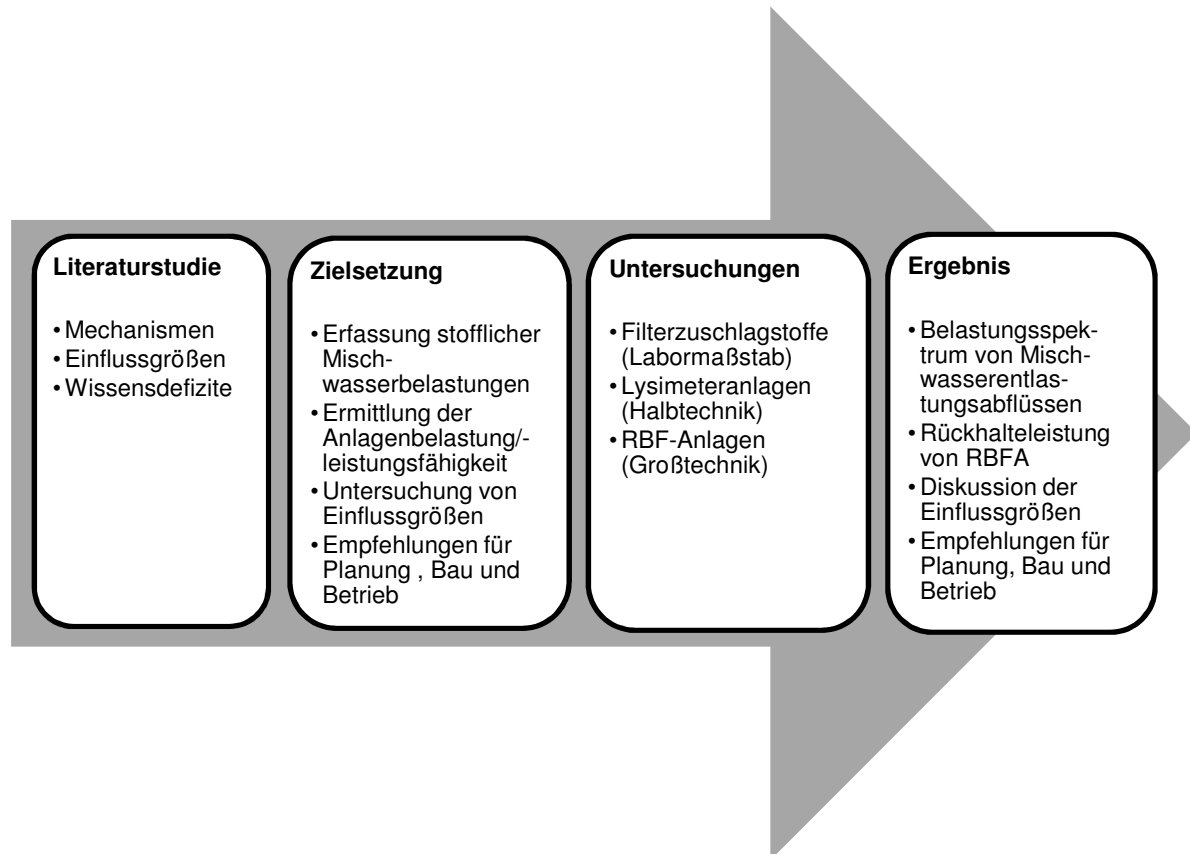 Literaturstudie
• Mechanismen
• Einflussgrößen
• Wissensdefizite
Zielsetzung
• Erfassung stofflicher
Misch-
wasserbelastungen
• Ermittlung der
Anlagenbelastung/-
leistungsfähigkeit
• Untersuchung von
Einflussgrößen
• Empfehlungen für
Planung , Bau und
Betrieb
Untersuchungen
• Filterzuschlagstoffe
(Labormaßstab)
• Lysimeteranlagen
(Halbtechnik)
• RBF-Anlagen
(Großtechnik)
Ergebnis
• Belastungsspek-
trum von Misch-
wasserentlas-
tungsabflüssen
• Rückhalteleistung
von RBFA
• Diskussion der
Einflussgrößen
• Empfehlungen für
Planung, Bau und
Betrieb